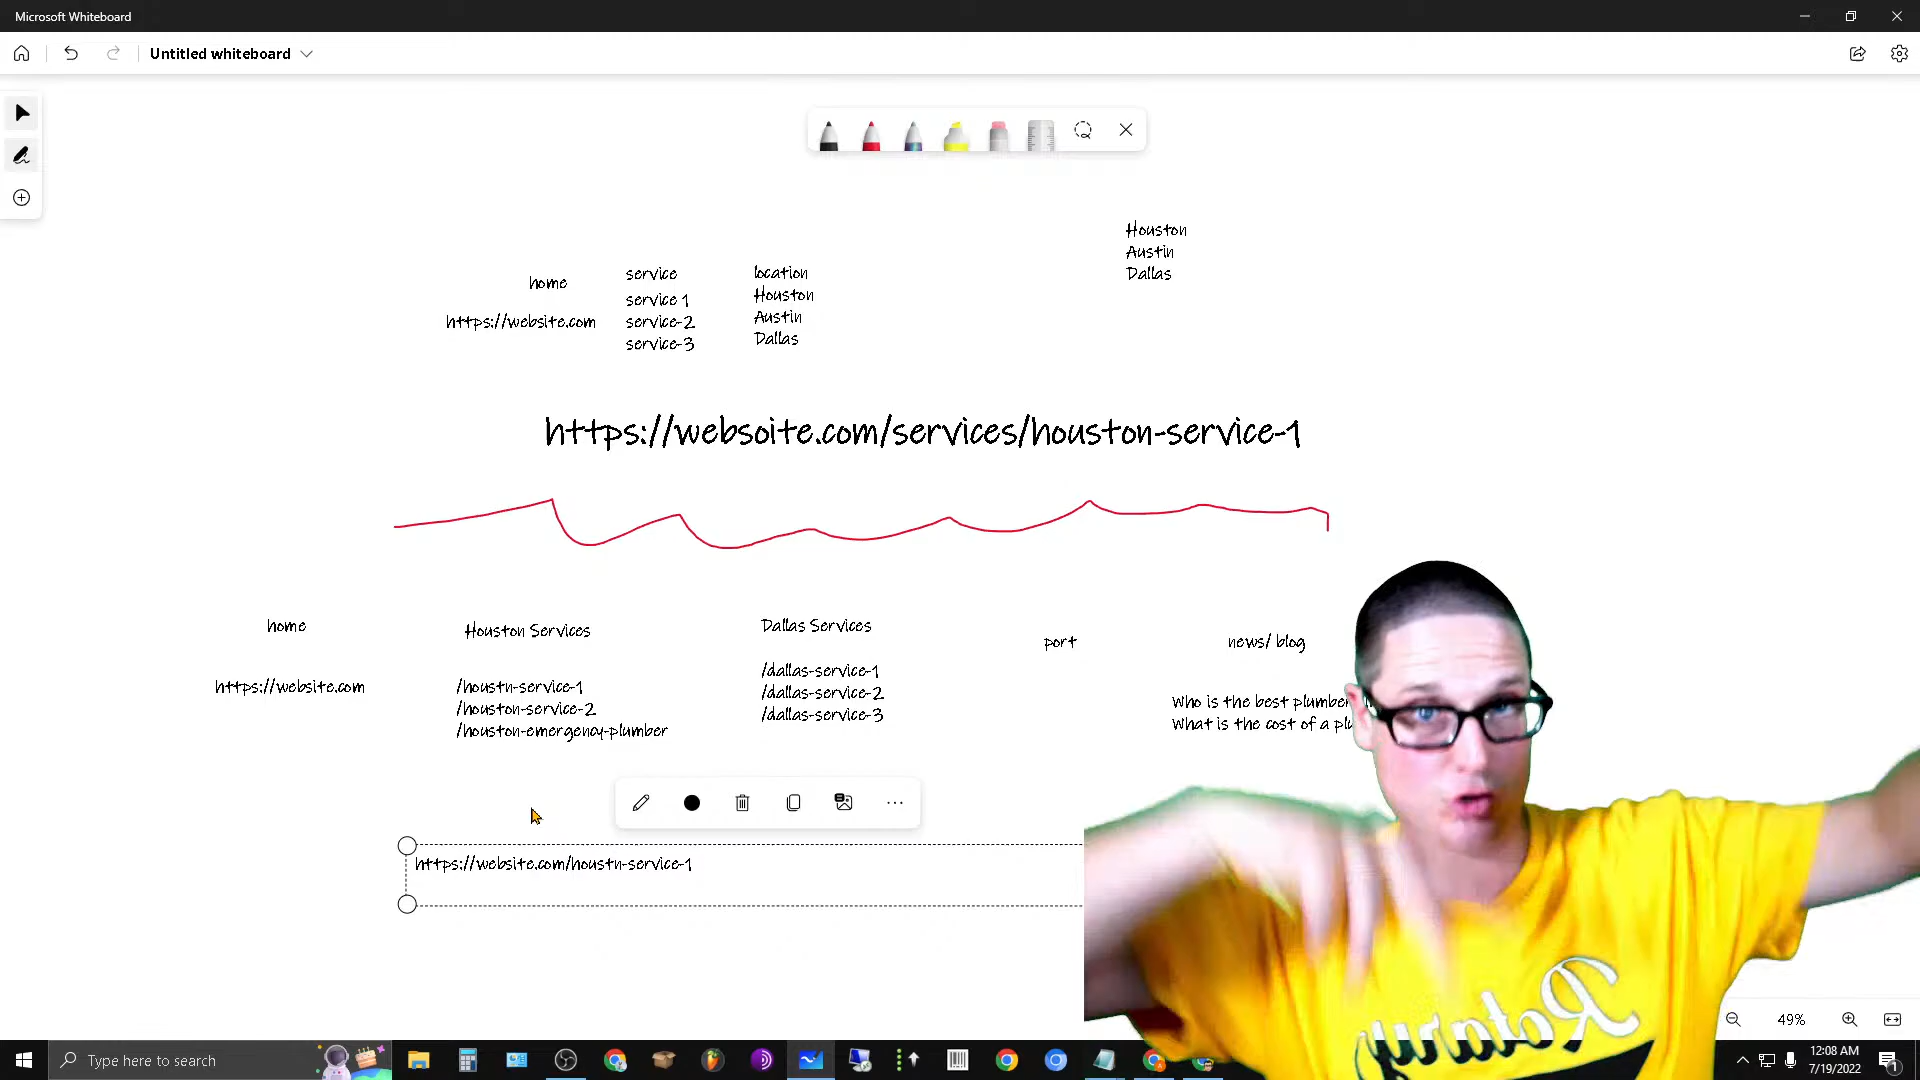 Microsoft Whiteboard
Untitled whiteboard
Houston
Austin
Dallas
home
service
location
service 1
Houston
https://website.com
service-2
Austin
service-3
Dallas
https://websoite.com/services/houston-service-1
home
Houston Services
Dallas Services
port
news/ blog
/dallas-service-1
https://website.com
/houstn-service-1
/dallas-service-2
/houston-service-2
/dallas-service-3
/houston-emergency-plumber
Who is the best plumber
What is the cost of a
https://website.com/houstn-service-1
Rotary
49%
Type here to search
12:08 AM
7/19/2022
1